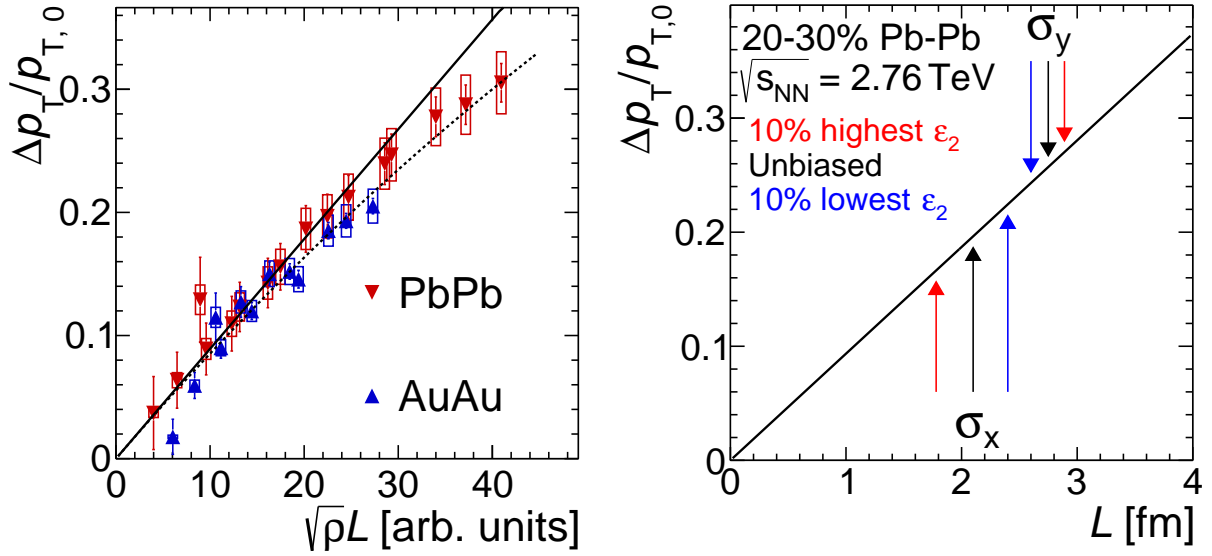 Δp_T/p_T,0
0.3
0.2
0.1
0
0 10 20 30 40
√ρL [arb. units]
PbPb
AuAu
Δp_T/p_T,0
0.3
0.2
0.1
0
0 1 2 3 4
L [fm]
20-30% Pb-Pb
√s_NN = 2.76 TeV
10% highest ε₂
Unbiased
10% lowest ε₂
σ_y
σ_x